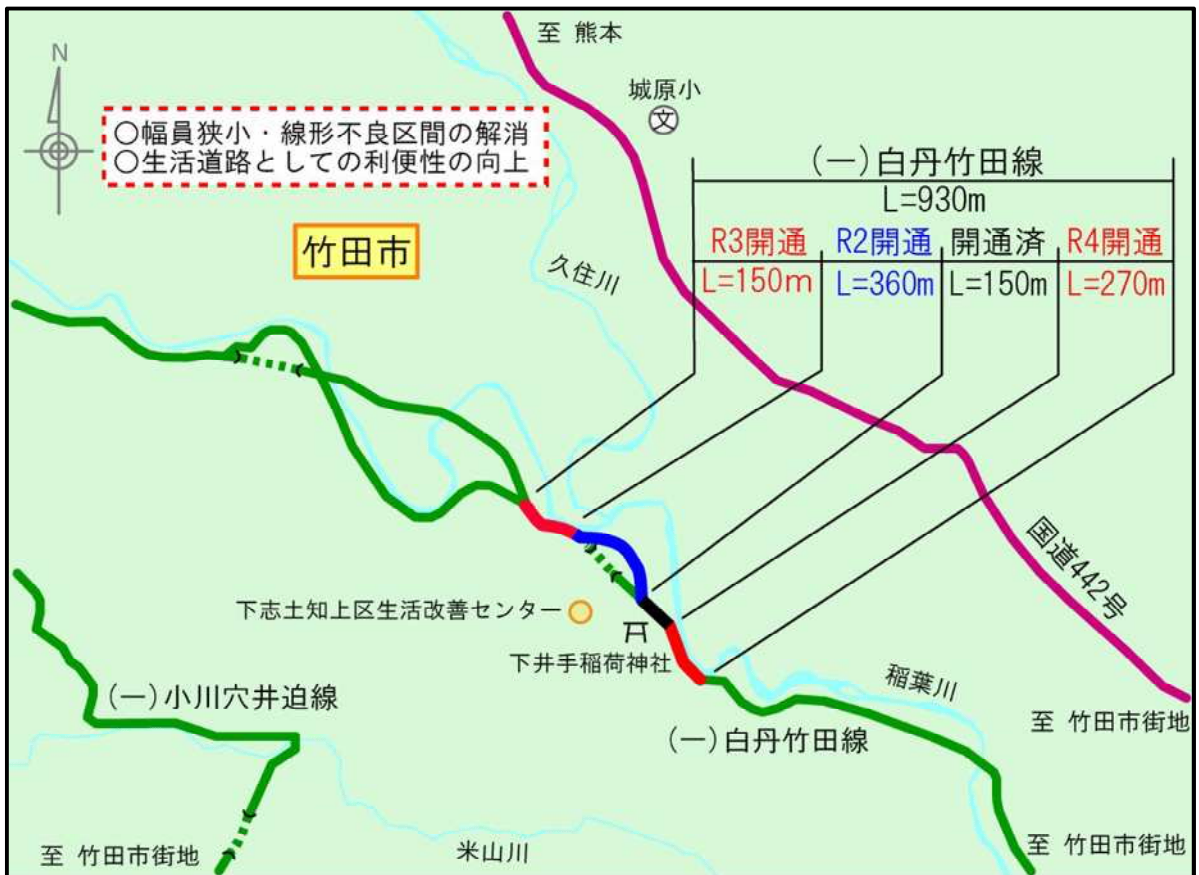 N
至 熊本
城原小
文
○幅員狭小・線形不良区間の解消
○生活道路としての利便性の向上
(一)白丹竹田線
L=930m
R3開通 R2開通 開通済 R4開通
L=150m L=360m L=150m L=270m
竹田市
久住川
国道442号
下志土知上区生活改善センター
下井手稲荷神社
稲葉川
(一)小川穴井迫線
(一)白丹竹田線
至 竹田市街地
至 竹田市街地
米山川
至 竹田市街地